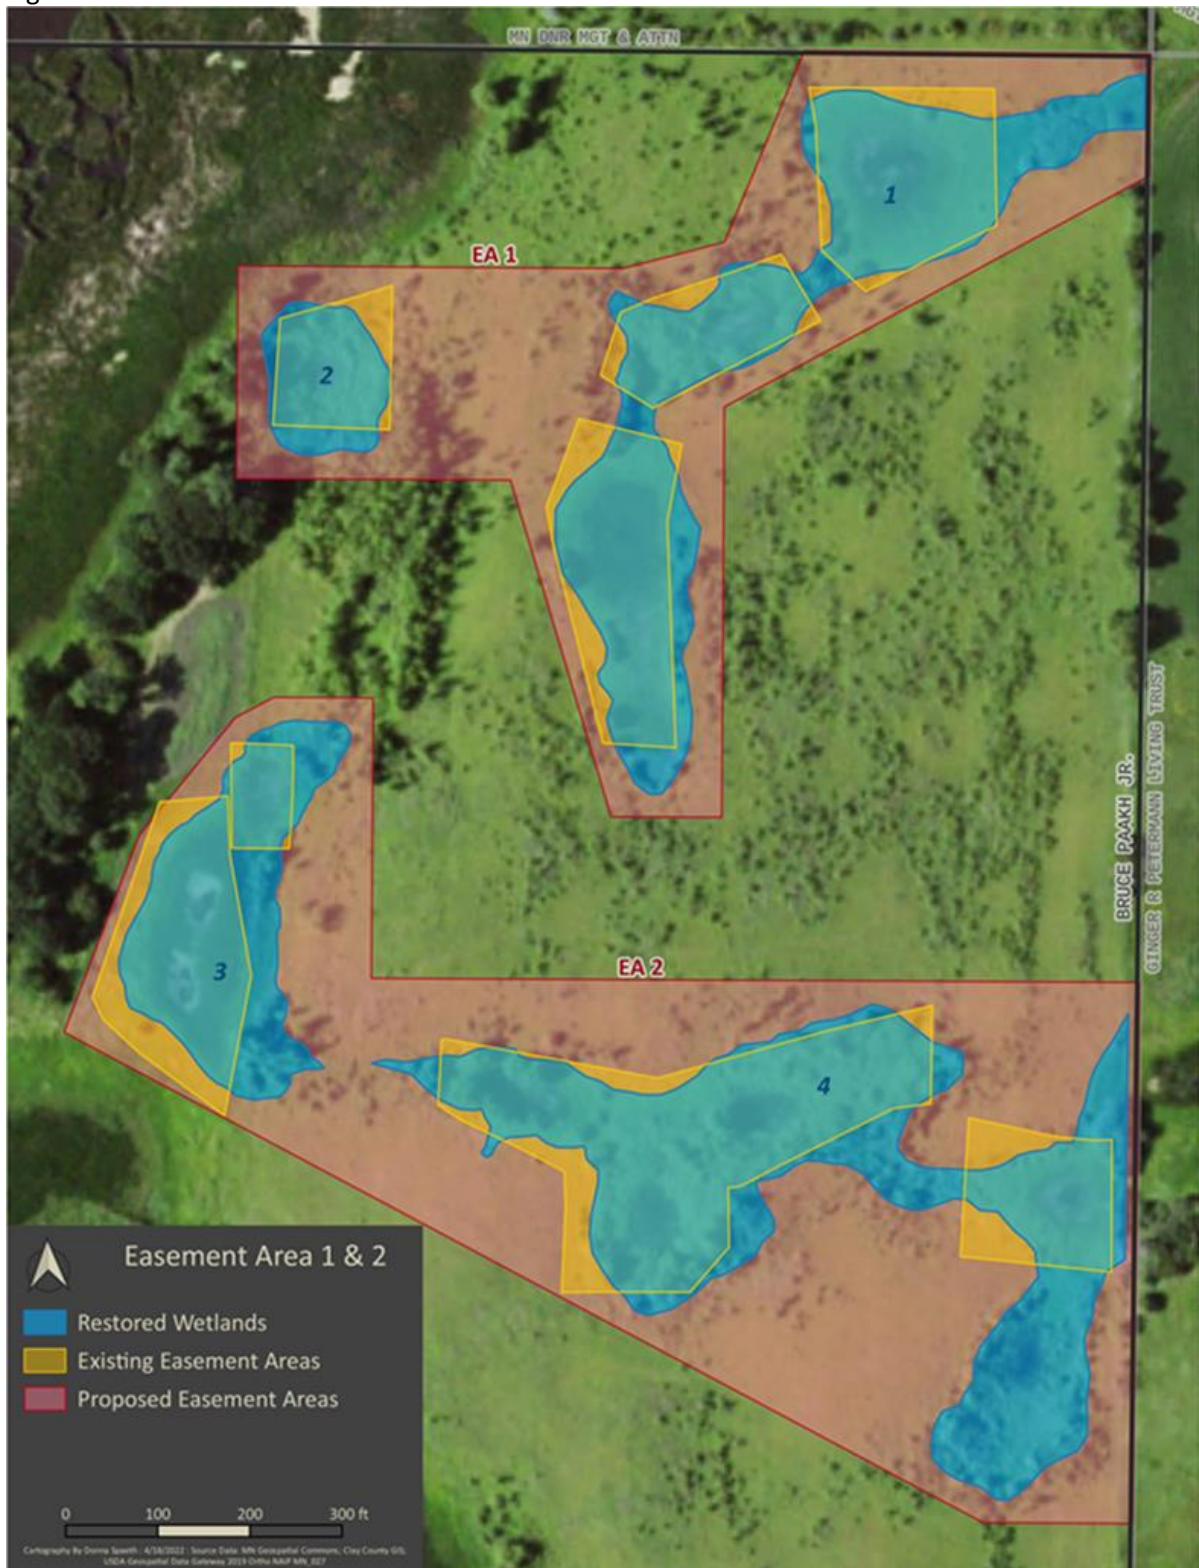 MN DNR MGT & ATTN
1
EA 1
2
BRUCE PAAKH JR.
GINGER R PETERMANN LIVING TRUST
3
EA 2
4
Easement Area 1 & 2
Restored Wetlands
Existing Easement Areas
Proposed Easement Areas
0 100 200 300 ft